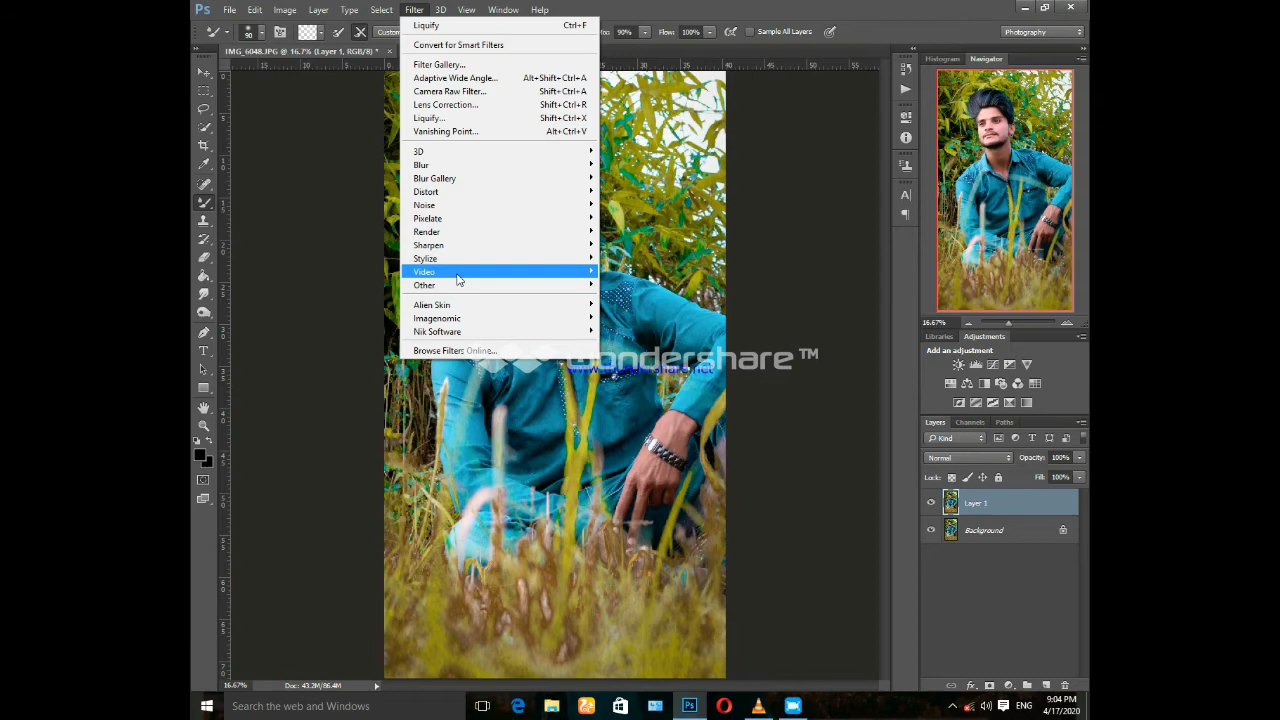 Ps File Edit Image Layer Type Select Filter 3D View Window Help
90 Custom 90% Flow: 100% Sample All Layers Photography
IMG_6048.JPG @ 16.7% (Layer 1, RGB/8) *
Liquify Ctrl+F
Convert for Smart Filters
Filter Gallery...
Adaptive Wide Angle... Alt+Shift+Ctrl+A
Camera Raw Filter... Shift+Ctrl+A
Lens Correction... Shift+Ctrl+R
Liquify... Shift+Ctrl+X
Vanishing Point... Alt+Ctrl+V
3D
Blur
Blur Gallery
Distort
Noise
Pixelate
Render
Sharpen
Stylize
Video
Other
Alien Skin
Imagenomic
Nik Software
Browse Filters Online...
wondershare™
Histogram Navigator
16.67%
Libraries Adjustments
Add an adjustment
Layers Channels Paths
Kind
Normal Opacity: 100%
Lock: Fill: 100%
Layer 1
Background
16.67% Doc: 43.2M/86.4M
Search the web and Windows
ENG
9:04 PM
4/17/2020